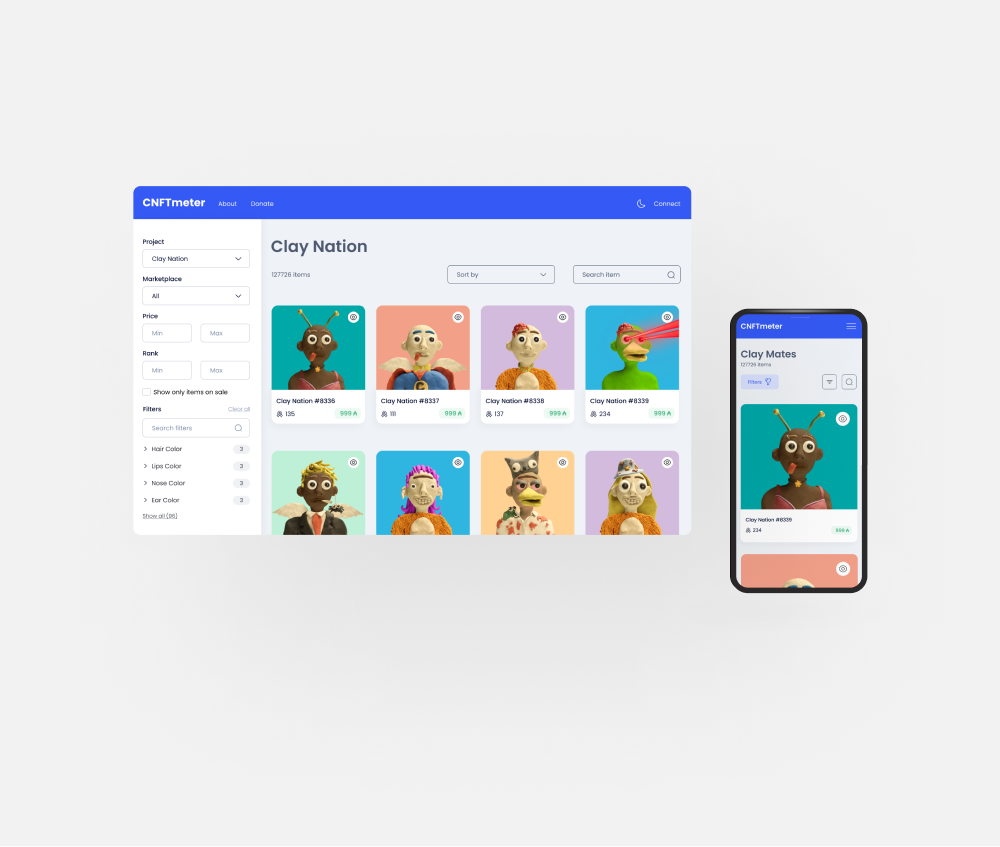 CNFTmeter
About
Donate
Connect
Project
Clay Nation
Marketplace
All
Price
Min
Max
Rank
Min
Max
Show only items on sale
Filters
Clear all
Search filters
Hair Color
3
Lips Color
3
Nose Color
3
Ear Color
3
Show all (96)
Clay Nation
127726 items
Sort by
Search item
Clay Nation #8336
135
999 ₳
Clay Nation #8337
111
999 ₳
Clay Nation #8338
137
999 ₳
Clay Nation #8339
234
999 ₳
CNFTmeter
Clay Mates
127726 items
Filters
Clay Nation #8339
234
999 ₳